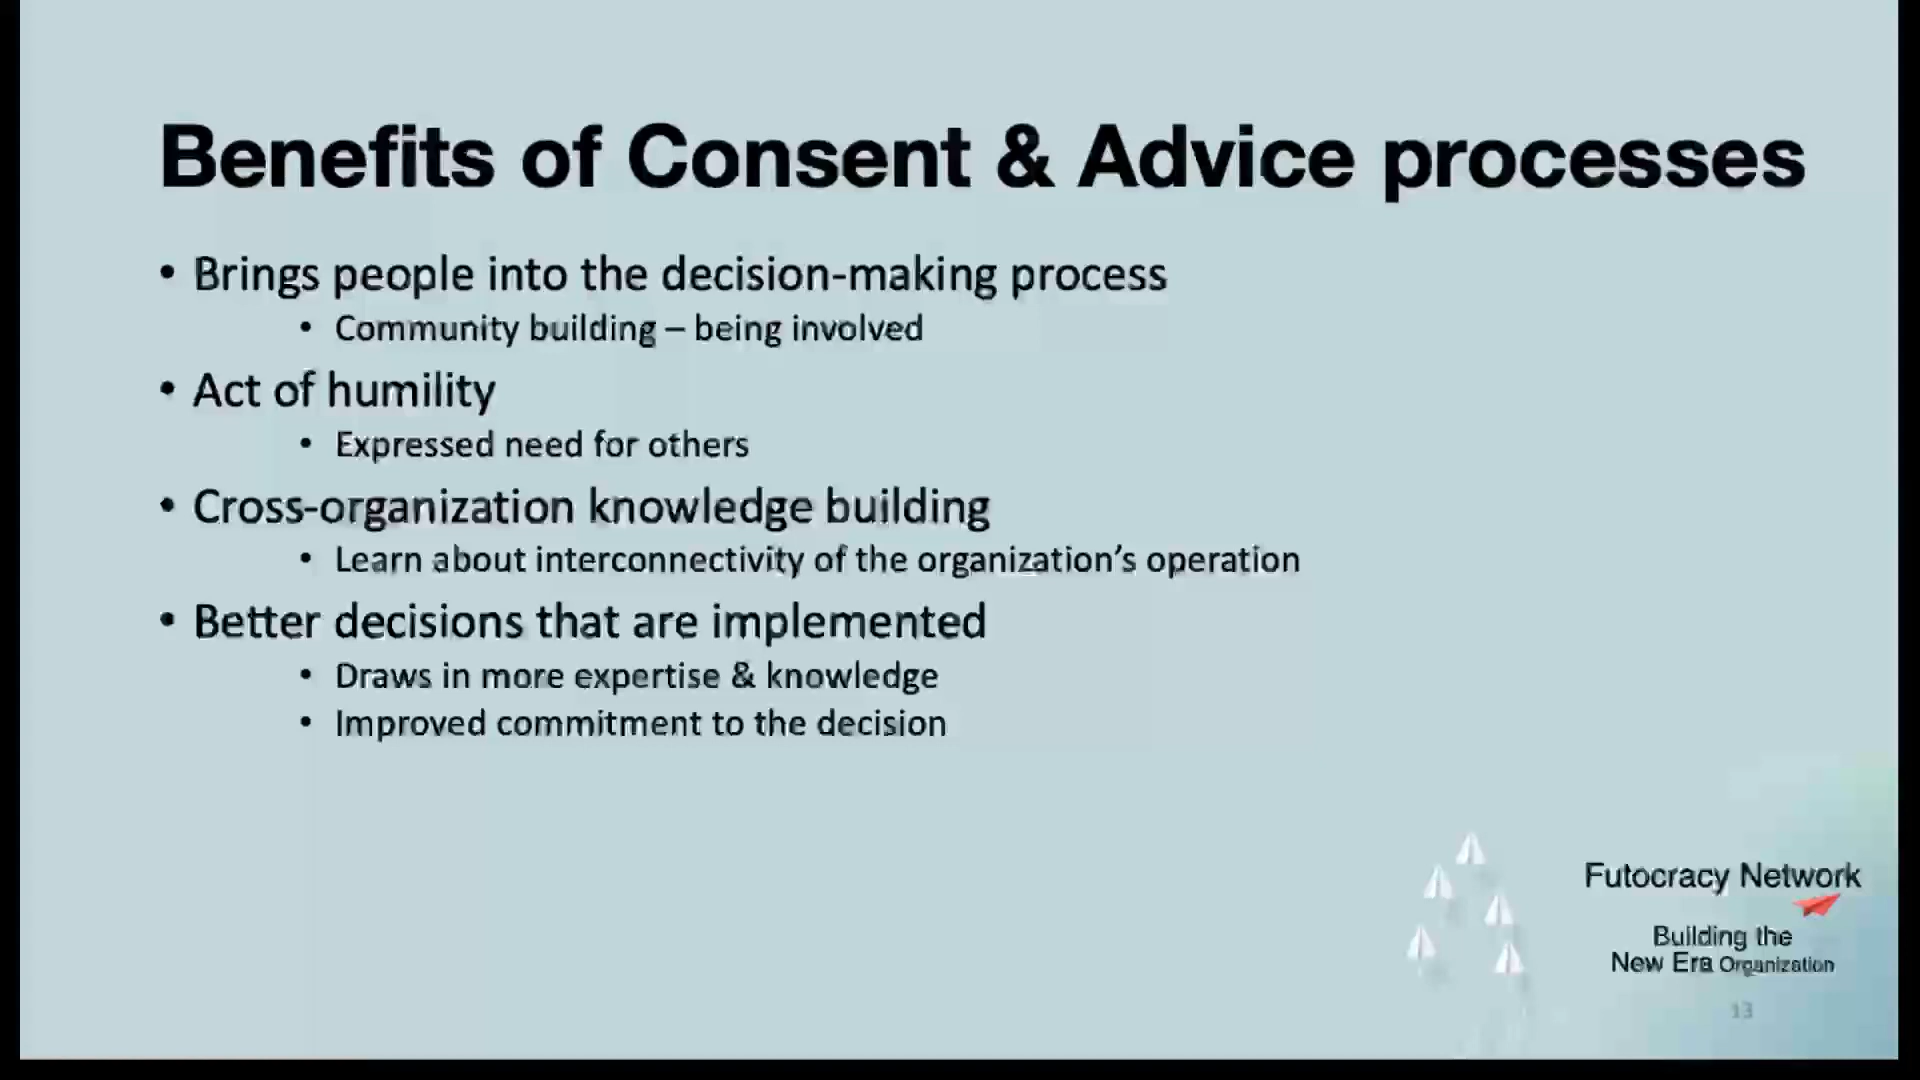 Benefits of Consent & Advice processes
• Brings people into the decision-making process
• Community building – being involved
• Act of humility
• Expressed need for others
• Cross-organization knowledge building
• Learn about interconnectivity of the organization’s operation
• Better decisions that are implemented
• Draws in more expertise & knowledge
• Improved commitment to the decision
Futocracy Network
Building the
New Era Organization
13